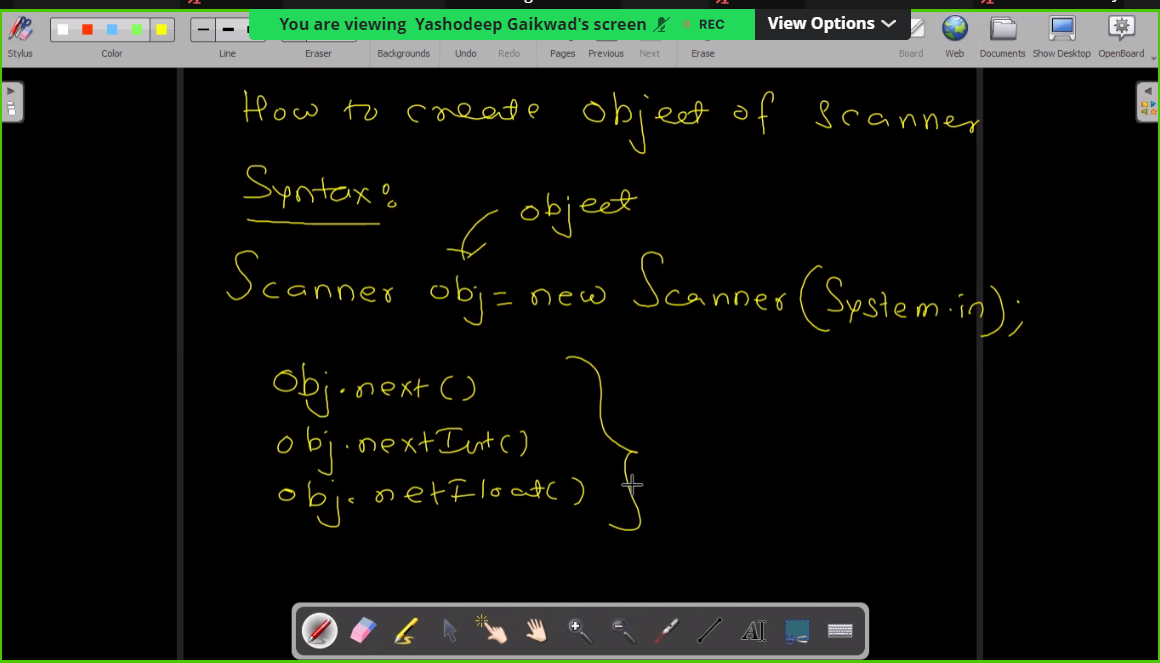 You are viewing Yashodeep Gaikwad's screen REC View Options
Stylus Color Line Eraser Backgrounds Undo Redo Pages Previous Next Erase Board Web Documents Show Desktop OpenBoard
How to create object of scanner
Syntax:
object
Scanner obj = new Scanner(System.in);
obj.next()
obj.nextInt()
obj.netFloat()
AI